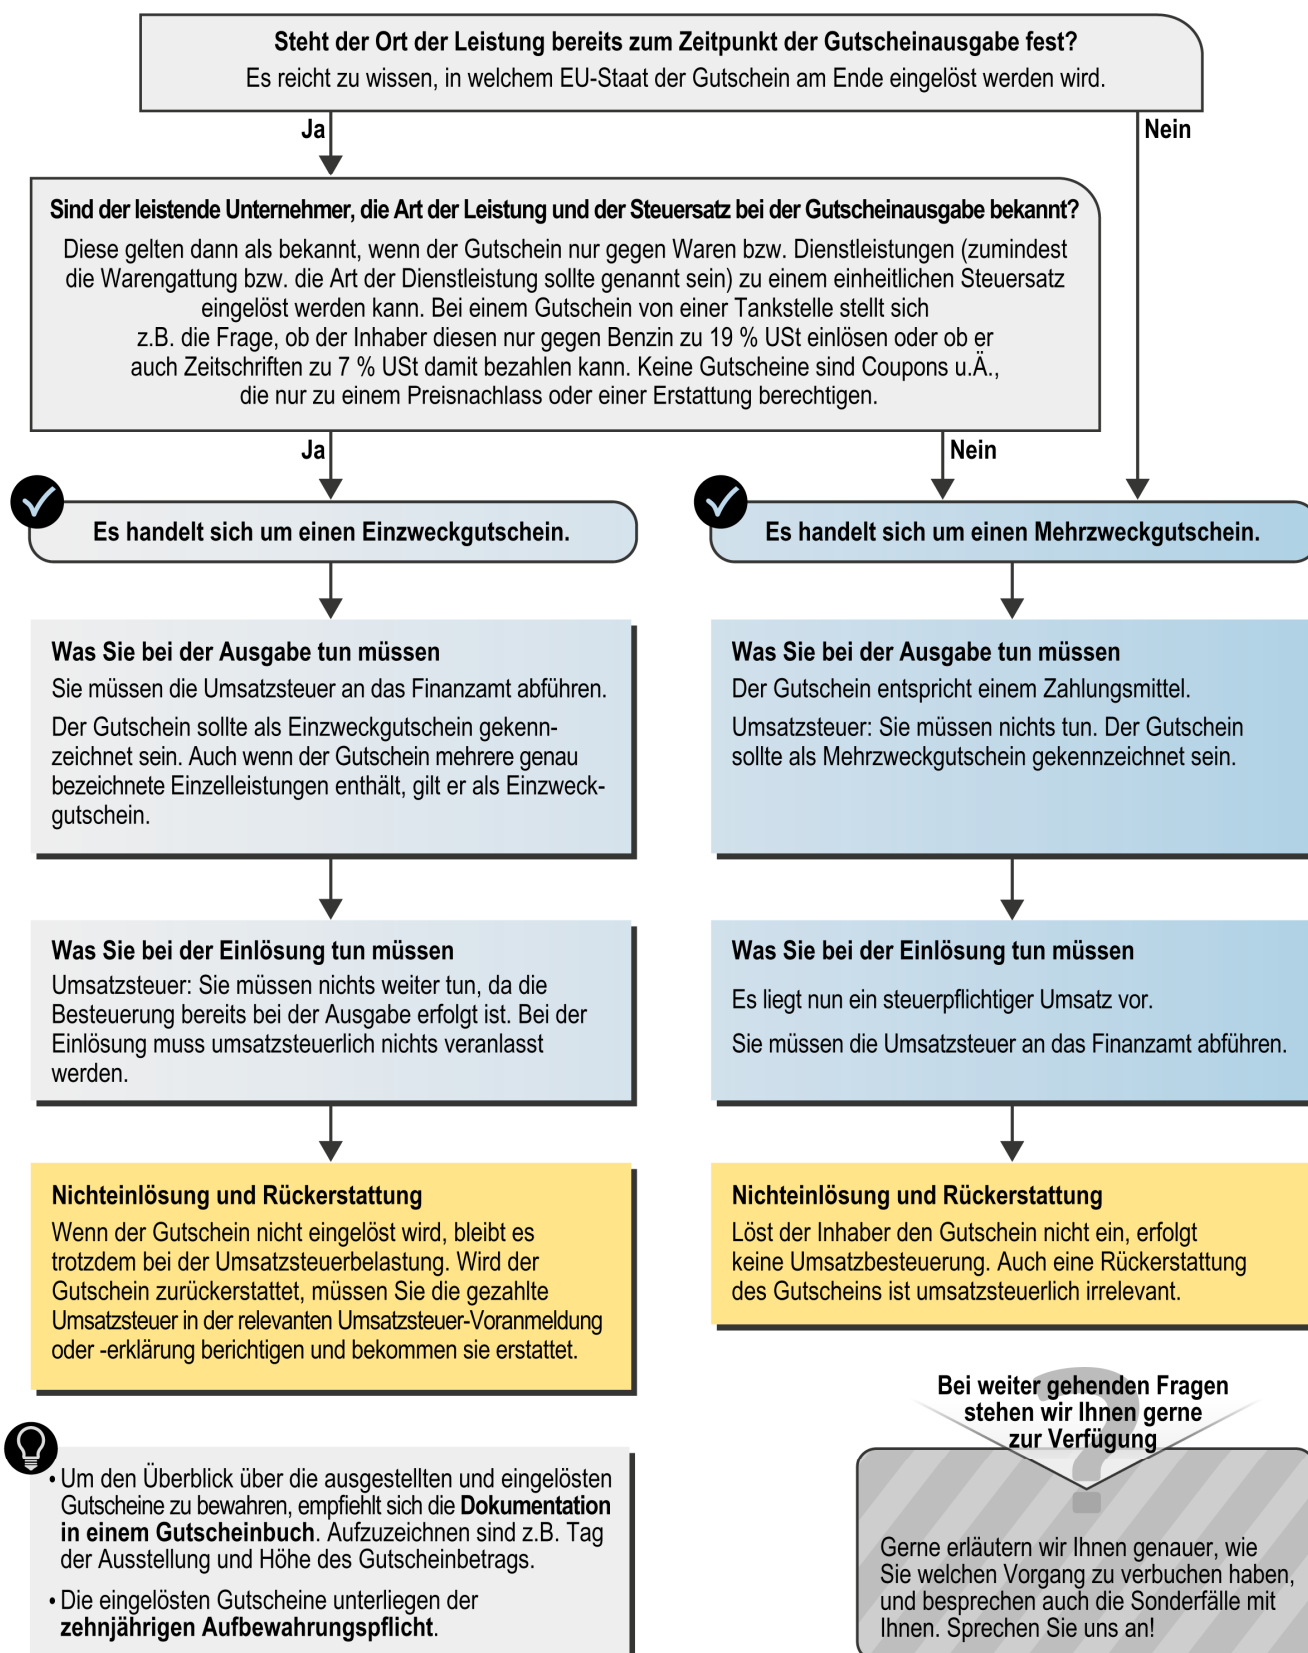 Steht der Ort der Leistung bereits zum Zeitpunkt der Gutscheinausgabe fest?
Es reicht zu wissen, in welchem EU-Staat der Gutschein am Ende eingelöst werden wird.
Ja
Nein
Sind der leistende Unternehmer, die Art der Leistung und der Steuersatz bei der Gutscheinausgabe bekannt?
Diese gelten dann als bekannt, wenn der Gutschein nur gegen Waren bzw. Dienstleistungen (zumindest
die Warengattung bzw. die Art der Dienstleistung sollte genannt sein) zu einem einheitlichen Steuersatz
eingelöst werden kann. Bei einem Gutschein von einer Tankstelle stellt sich
z.B. die Frage, ob der Inhaber diesen nur gegen Benzin zu 19 % USt einlösen oder ob er
auch Zeitschriften zu 7 % USt damit bezahlen kann. Keine Gutscheine sind Coupons u.Ä.,
die nur zu einem Preisnachlass oder einer Erstattung berechtigen.
Ja
Nein
Es handelt sich um einen Einzweckgutschein.
Was Sie bei der Ausgabe tun müssen
Sie müssen die Umsatzsteuer an das Finanzamt abführen.
Der Gutschein sollte als Einzweckgutschein gekenn-
zeichnet sein. Auch wenn der Gutschein mehrere genau
bezeichnete Einzelleistungen enthält, gilt er als Einzweck-
gutschein.
Was Sie bei der Einlösung tun müssen
Umsatzsteuer: Sie müssen nichts weiter tun, da die
Besteuerung bereits bei der Ausgabe erfolgt ist. Bei der
Einlösung muss umsatzsteuerlich nichts veranlasst
werden.
Nichteinlösung und Rückerstattung
Wenn der Gutschein nicht eingelöst wird, bleibt es
trotzdem bei der Umsatzsteuerbelastung. Wird der
Gutschein zurückerstattet, müssen Sie die gezahlte
Umsatzsteuer in der relevanten Umsatzsteuer-Voranmeldung
oder -erklärung berichtigen und bekommen sie erstattet.
• Um den Überblick über die ausgestellten und eingelösten
Gutscheine zu bewahren, empfiehlt sich die Dokumentation
in einem Gutscheinbuch. Aufzuzeichnen sind z.B. Tag
der Ausstellung und Höhe des Gutscheinbetrags.
• Die eingelösten Gutscheine unterliegen der
zehnjährigen Aufbewahrungspflicht.
Es handelt sich um einen Mehrzweckgutschein.
Was Sie bei der Ausgabe tun müssen
Der Gutschein entspricht einem Zahlungsmittel.
Umsatzsteuer: Sie müssen nichts tun. Der Gutschein
sollte als Mehrzweckgutschein gekennzeichnet sein.
Was Sie bei der Einlösung tun müssen
Es liegt nun ein steuerpflichtiger Umsatz vor.
Sie müssen die Umsatzsteuer an das Finanzamt abführen.
Nichteinlösung und Rückerstattung
Löst der Inhaber den Gutschein nicht ein, erfolgt
keine Umsatzbesteuerung. Auch eine Rückerstattung
des Gutscheins ist umsatzsteuerlich irrelevant.
?
Bei weiter gehenden Fragen
stehen wir Ihnen gerne
zur Verfügung
Gerne erläutern wir Ihnen genauer, wie
Sie welchen Vorgang zu verbuchen haben,
und besprechen auch die Sonderfälle mit
Ihnen. Sprechen Sie uns an!